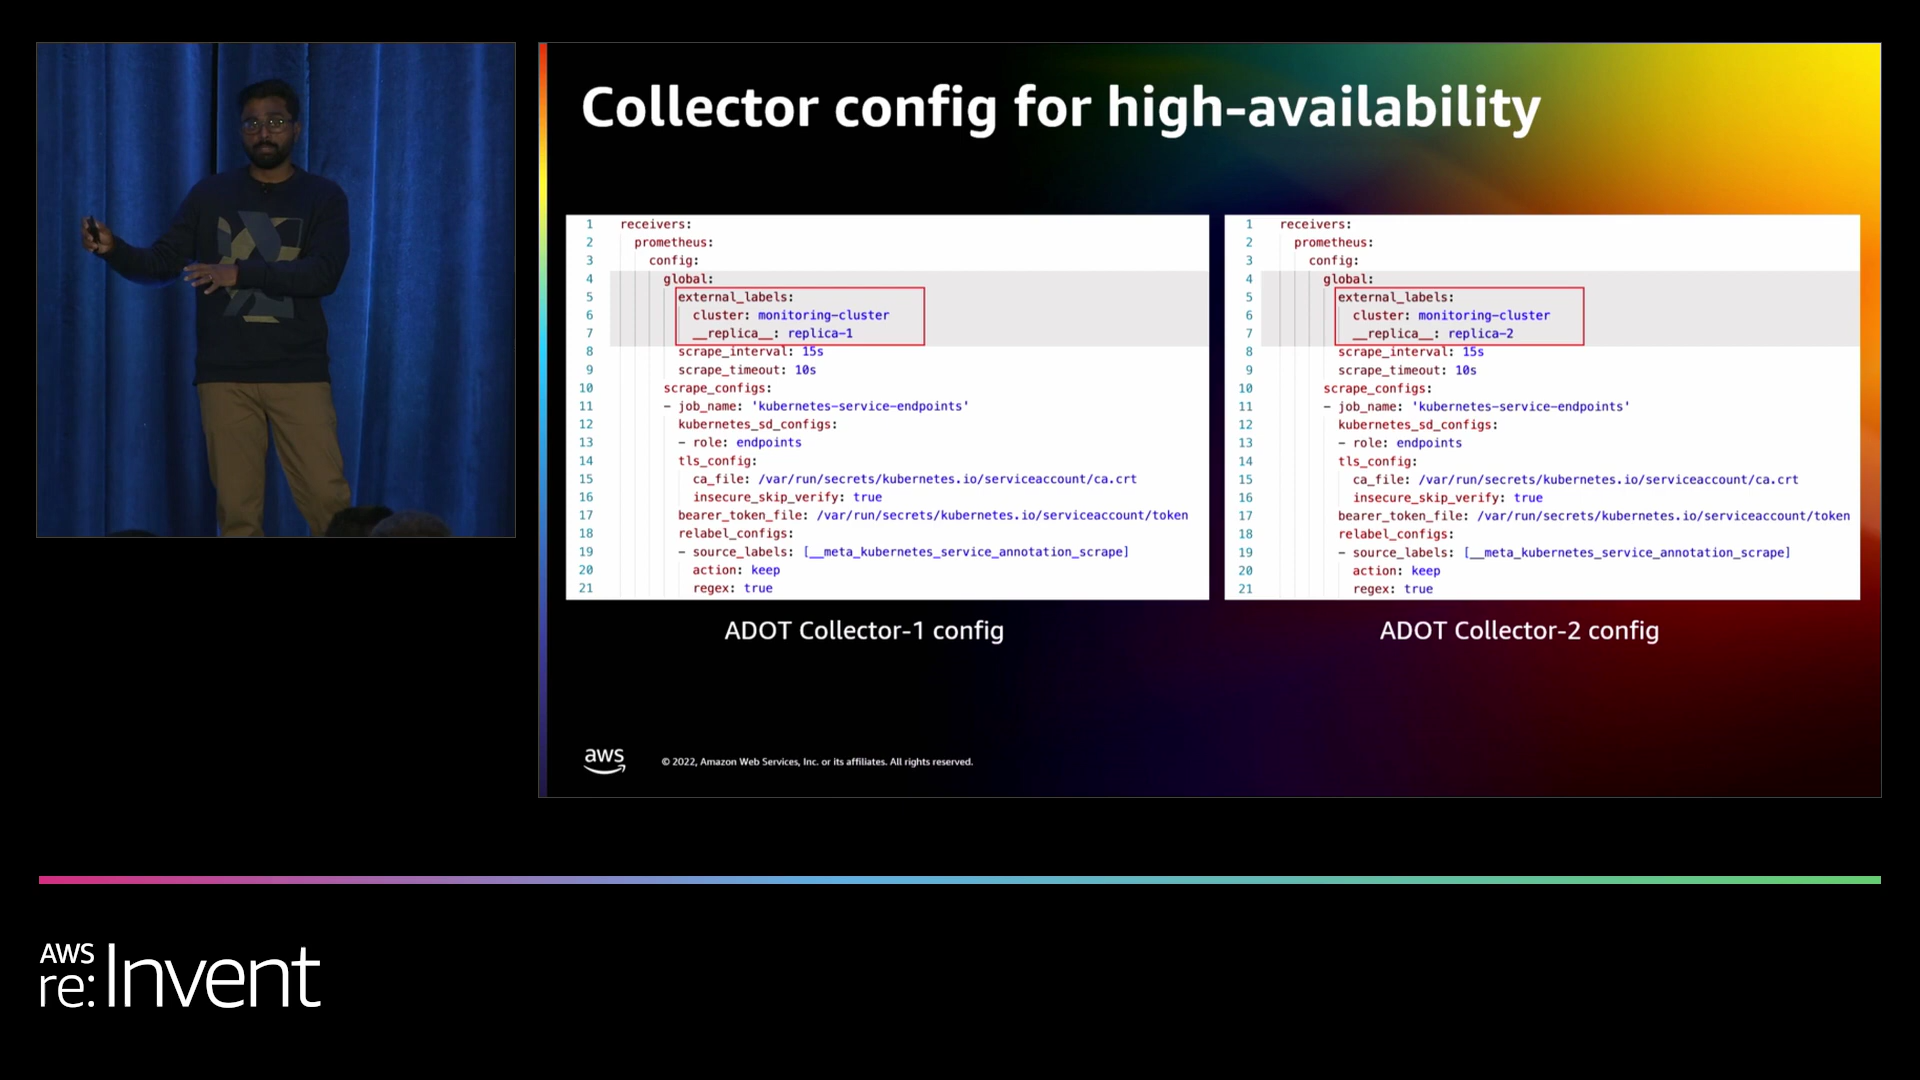 Collector config for high-availability
1 receivers:
2 prometheus:
3 config:
4 global:
5 external_labels:
6 cluster: monitoring-cluster
7 __replica__: replica-1
8 scrape_interval: 15s
9 scrape_timeout: 10s
10 scrape_configs:
11 - job_name: 'kubernetes-service-endpoints'
12 kubernetes_sd_configs:
13 - role: endpoints
14 tls_config:
15 ca_file: /var/run/secrets/kubernetes.io/serviceaccount/ca.crt
16 insecure_skip_verify: true
17 bearer_token_file: /var/run/secrets/kubernetes.io/serviceaccount/token
18 relabel_configs:
19 - source_labels: [__meta_kubernetes_service_annotation_scrape]
20 action: keep
21 regex: true
ADOT Collector-1 config
1 receivers:
2 prometheus:
3 config:
4 global:
5 external_labels:
6 cluster: monitoring-cluster
7 __replica__: replica-2
8 scrape_interval: 15s
9 scrape_timeout: 10s
10 scrape_configs:
11 - job_name: 'kubernetes-service-endpoints'
12 kubernetes_sd_configs:
13 - role: endpoints
14 tls_config:
15 ca_file: /var/run/secrets/kubernetes.io/serviceaccount/ca.crt
16 insecure_skip_verify: true
17 bearer_token_file: /var/run/secrets/kubernetes.io/serviceaccount/token
18 relabel_configs:
19 - source_labels: [__meta_kubernetes_service_annotation_scrape]
20 action: keep
21 regex: true
ADOT Collector-2 config
aws
© 2022, Amazon Web Services, Inc. or its affiliates. All rights reserved.
AWS
re:Invent